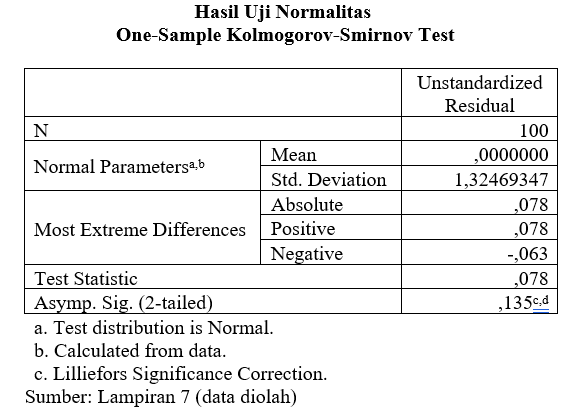 Hasil Uji Normalitas
One-Sample Kolmogorov-Smirnov Test
Unstandardized
Residual
N 100
Normal Parametersa,b Mean ,0000000
Std. Deviation 1,32469347
Most Extreme Differences Absolute ,078
Positive ,078
Negative -,063
Test Statistic ,078
Asymp. Sig. (2-tailed) ,135c,d
a. Test distribution is Normal.
b. Calculated from data.
c. Lilliefors Significance Correction.
Sumber: Lampiran 7 (data diolah)